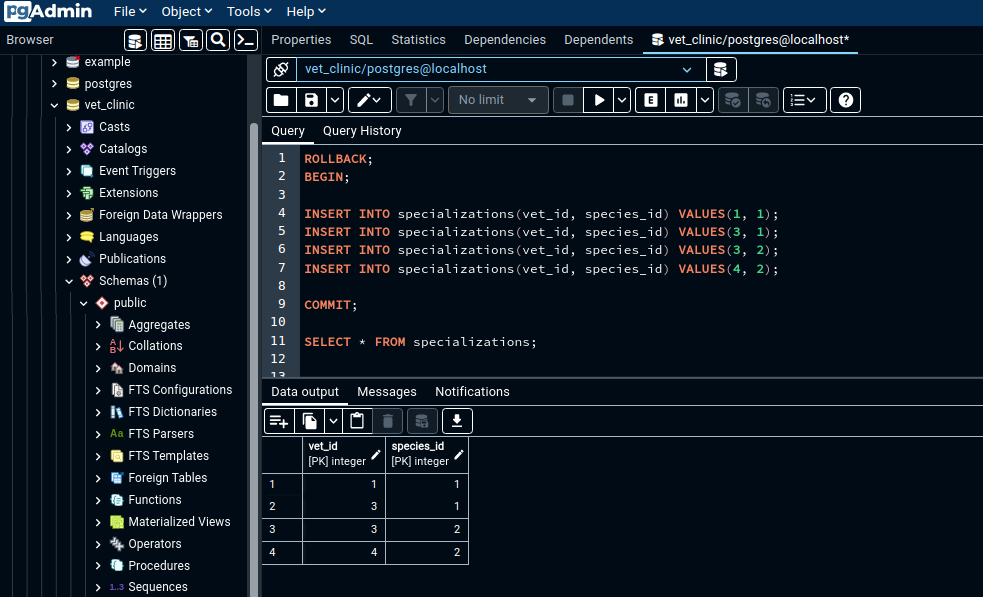 pgAdmin File Object Tools Help
Browser
Properties SQL Statistics Dependencies Dependents vet_clinic/postgres@localhost*
example
postgres
vet_clinic
Casts
Catalogs
Event Triggers
Extensions
Foreign Data Wrappers
Languages
Publications
Schemas (1)
public
Aggregates
Collations
Domains
FTS Configurations
FTS Dictionaries
Aa FTS Parsers
FTS Templates
Foreign Tables
Functions
Materialized Views
Operators
Procedures
1..3 Sequences
vet_clinic/postgres@localhost
No limit E
Query Query History
1 ROLLBACK;
2 BEGIN;
3
4 INSERT INTO specializations(vet_id, species_id) VALUES(1, 1);
5 INSERT INTO specializations(vet_id, species_id) VALUES(3, 1);
6 INSERT INTO specializations(vet_id, species_id) VALUES(3, 2);
7 INSERT INTO specializations(vet_id, species_id) VALUES(4, 2);
8
9 COMMIT;
10
11 SELECT * FROM specializations;
12
13
Data output Messages Notifications
vet_id species_id
[PK] integer [PK] integer
1 1 1
2 3 1
3 3 2
4 4 2